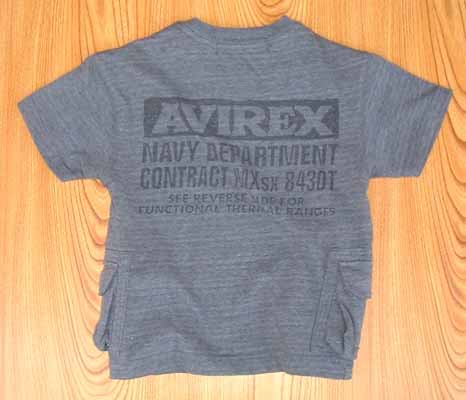 AVIREX
NAVY DEPARTMENT
CONTRACT MXSX 8430T
SEE REVERSE SIDE FOR
FUNCTIONAL THERMAL RANGES